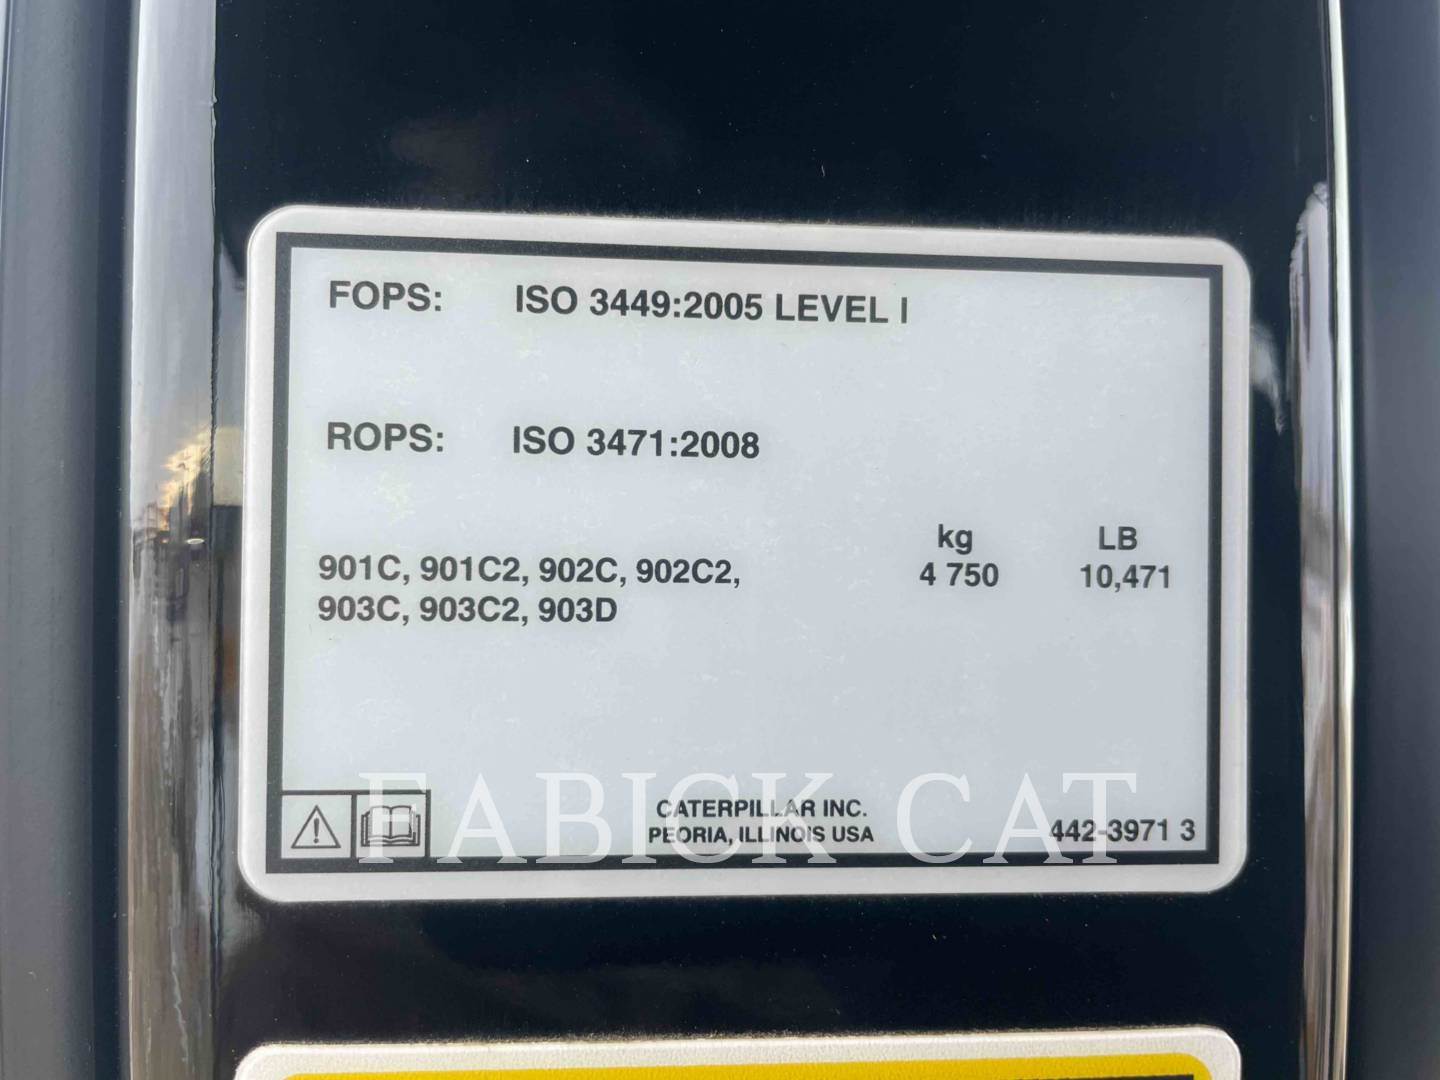 FOPS: ISO 3449:2005 LEVEL I
ROPS: ISO 3471:2008
kg LB
901C, 901C2, 902C, 902C2, 4 750 10,471
903C, 903C2, 903D
CATERPILLAR INC.
PEORIA, ILLINOIS USA
442-3971 3
FABICK CAT